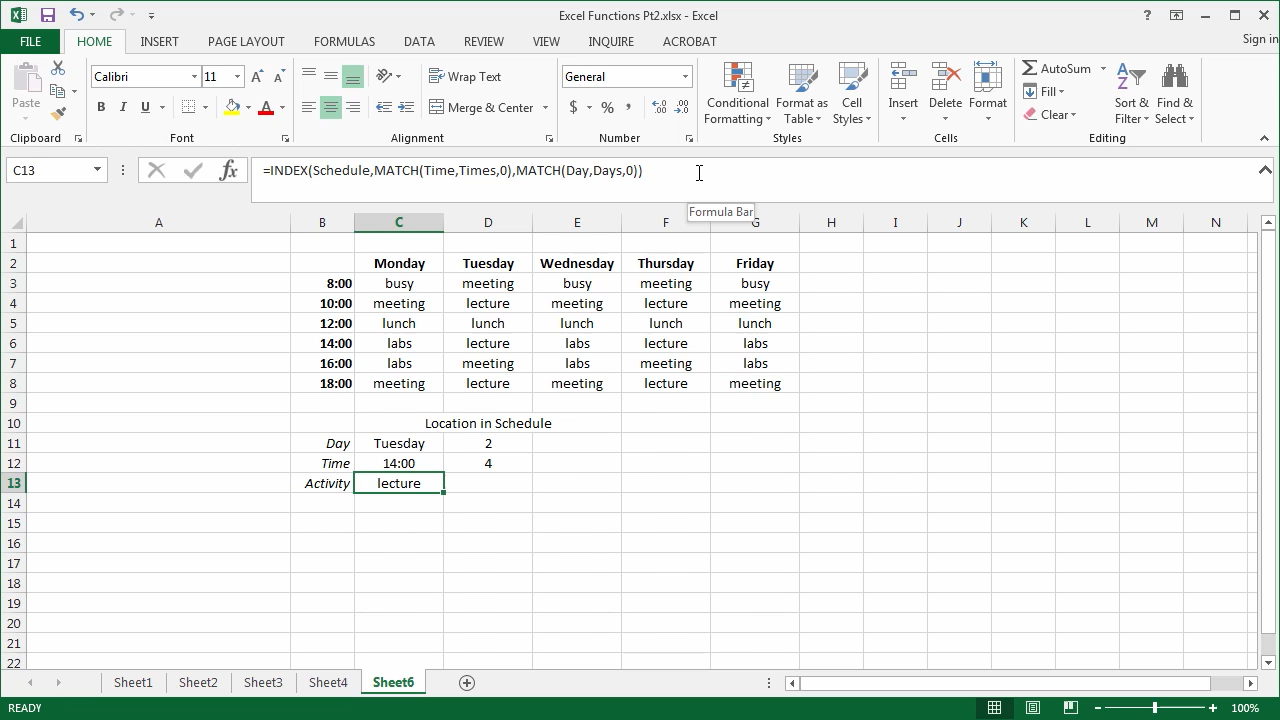 Excel Functions Pt2.xlsx - Excel
?
FILE HOME INSERT PAGE LAYOUT FORMULAS DATA REVIEW VIEW INQUIRE ACROBAT Sign in
Calibri 11 Wrap Text General AutoSum
Paste B I U A Merge & Center $ % , Conditional Formatting Format as Table Cell Styles Insert Delete Format Fill Clear Sort & Filter Find & Select
Clipboard Font Alignment Number Styles Cells Editing
C13 fx =INDEX(Schedule,MATCH(Time,Times,0),MATCH(Day,Days,0))
Formula Bar
A B C D E F G H I J K L M N
1
2 Monday Tuesday Wednesday Thursday Friday
3 8:00 busy meeting busy meeting busy
4 10:00 meeting lecture meeting lecture meeting
5 12:00 lunch lunch lunch lunch lunch
6 14:00 labs lecture labs lecture labs
7 16:00 labs meeting labs meeting labs
8 18:00 meeting lecture meeting lecture meeting
9
10 Location in Schedule
11 Day Tuesday 2
12 Time 14:00 4
13 Activity lecture
14
15
16
17
18
19
20
21
22
Sheet1 Sheet2 Sheet3 Sheet4 Sheet6
READY 100%